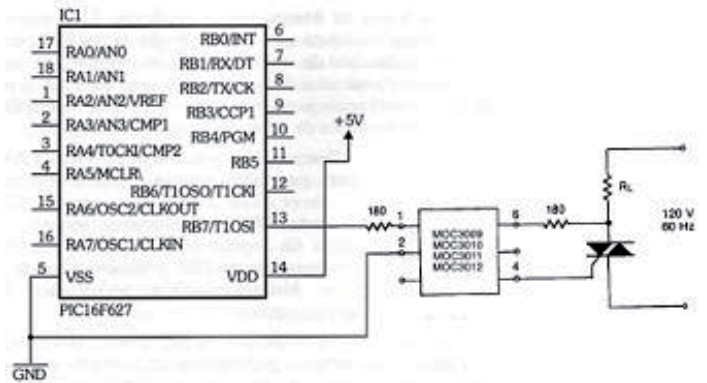 IC1
17 RA0/AN0
18 RA1/AN1
1 RA2/AN2/VREF
2 RA3/AN3/CMP1
3 RA4/T0CKI/CMP2
4 RA5/MCLR\
15 RA6/OSC2/CLKOUT
16 RA7/OSC1/CLKIN
5 VSS
RB0/INT 6
RB1/RX/DT 7
RB2/TX/CK 8
RB3/CCP1 9
RB4/PGM 10
RB5 11
RB6/T1OSO/T1CKI 12
RB7/T1OSI 13
VDD 14
PIC16F627
GND
+5V
180
1
2
MOC3009
MOC3010
MOC3011
MOC3012
6
4
180
RL
120 V
60 Hz